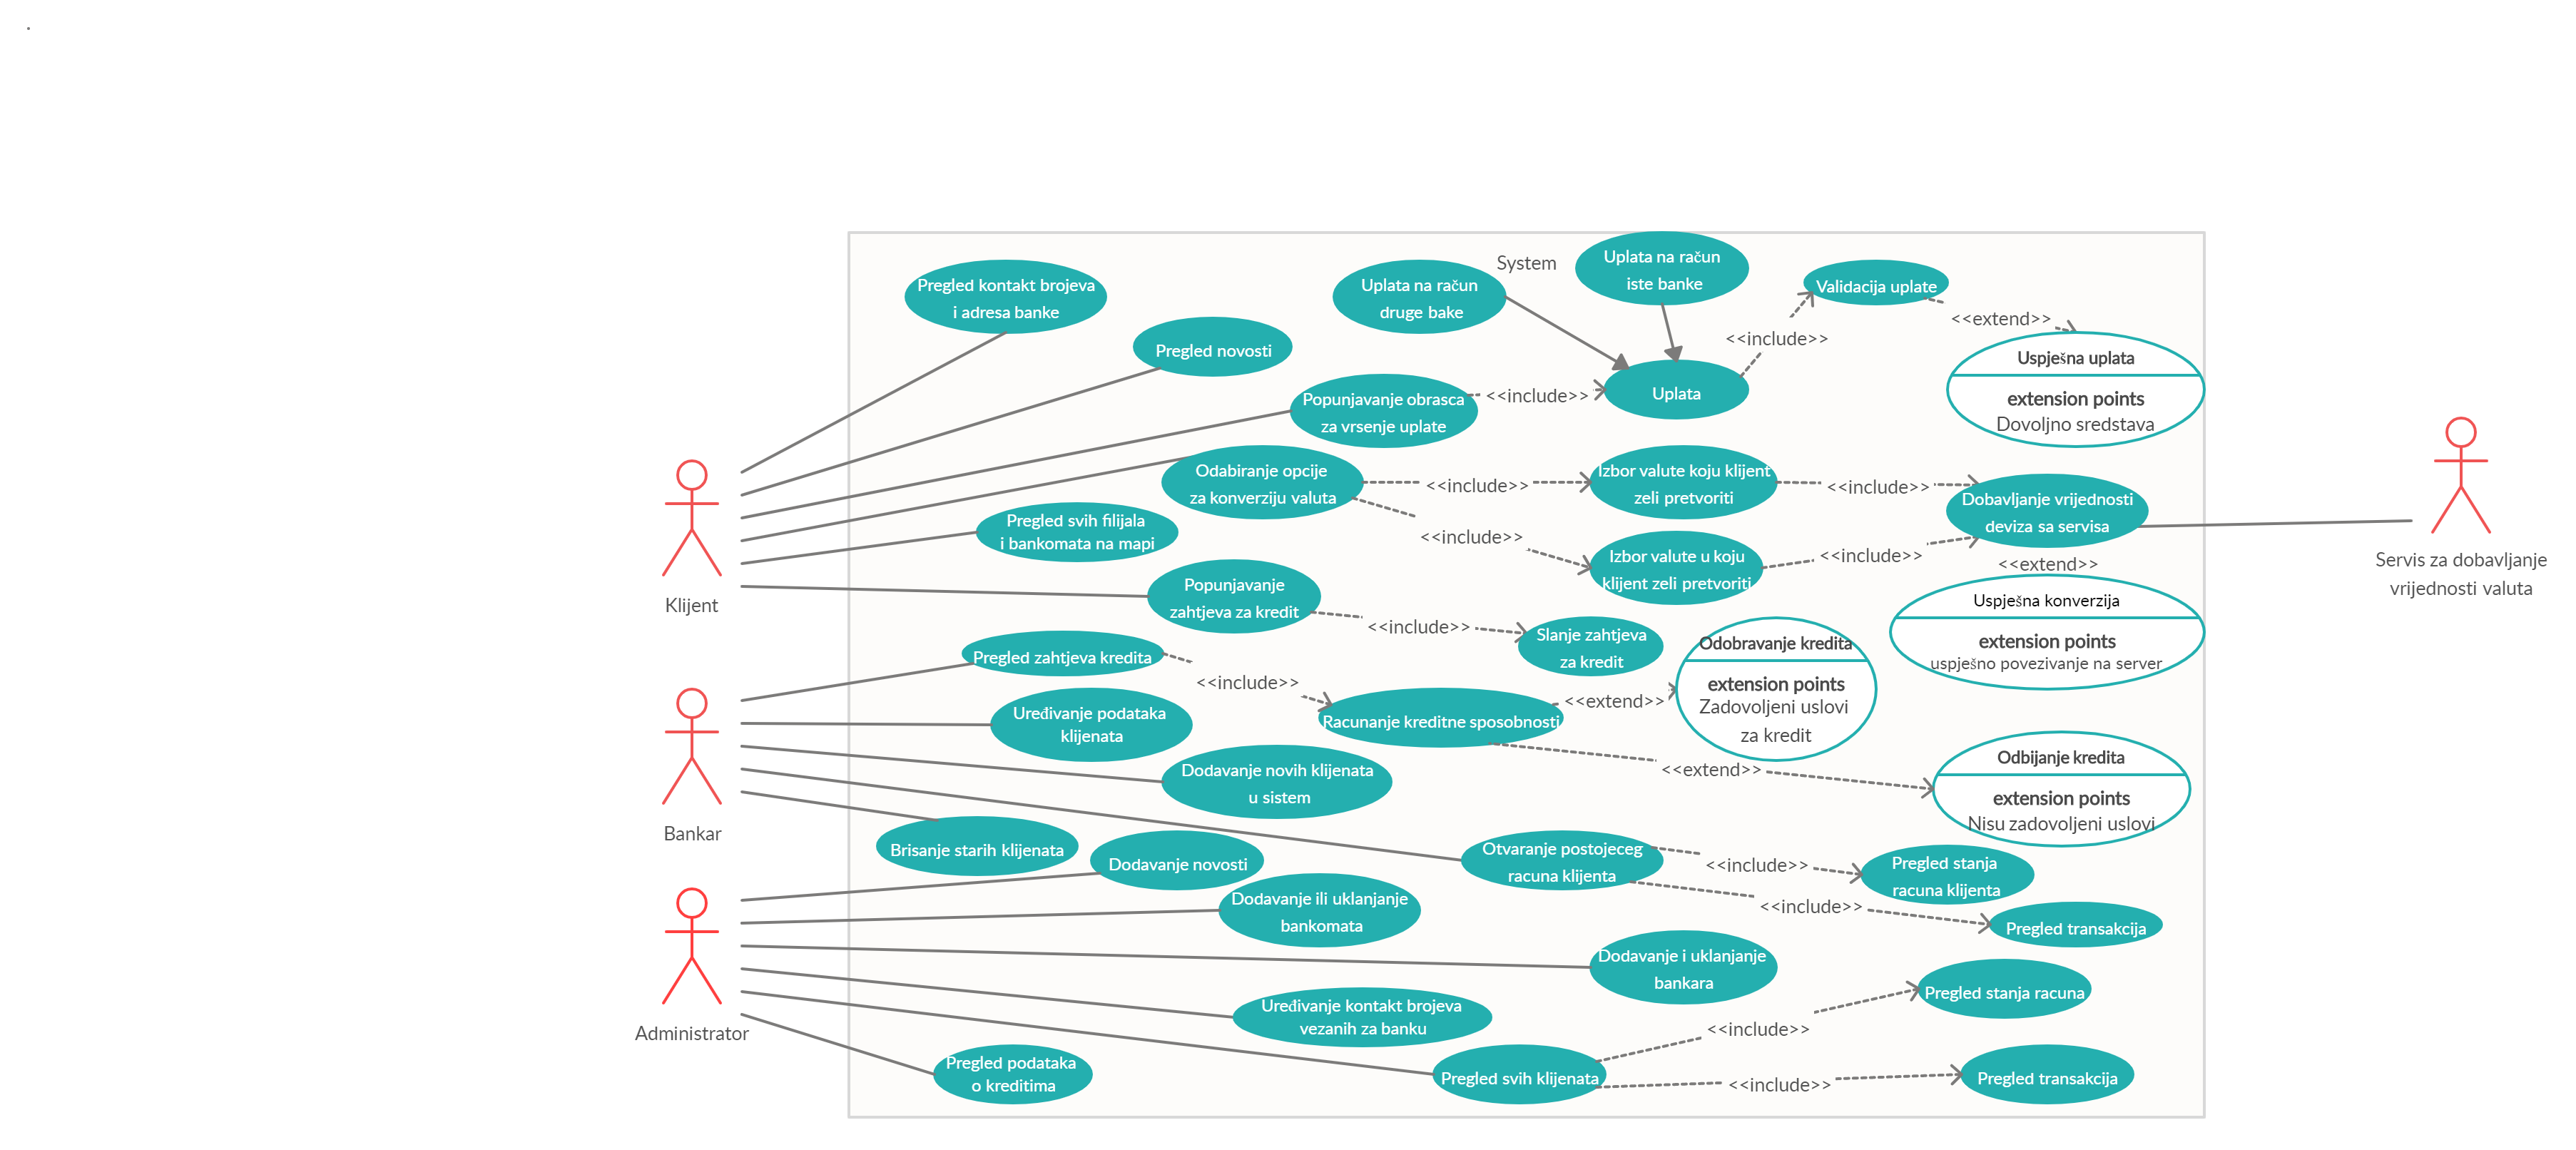 System
Pregled kontakt brojeva
i adresa banke
Pregled novosti
Uplata na račun
druge bake
Uplata na račun
iste banke
Validacija uplate
<<include>>
<<extend>>
Uspješna uplata
extension points
Dovoljno sredstava
Popunjavanje obrasca
za vrsenje uplate
<<include>>
Uplata
Odabiranje opcije
za konverziju valuta
<<include>>
Izbor valute koju klijent
zeli pretvoriti
<<include>>
Dobavljanje vrijednosti
deviza sa servisa
<<include>>
Izbor valute u koju
klijent zeli pretvoriti
<<include>>
<<extend>>
Uspješna konverzija
extension points
uspješno povezivanje na server
Servis za dobavljanje
vrijednosti valuta
Pregled svih filijala
i bankomata na mapi
Klijent
Popunjavanje
zahtjeva za kredit
<<include>>
Slanje zahtjeva
za kredit
Pregled zahtjeva kredita
<<include>>
Racunanje kreditne sposobnosti
<<extend>>
Odobravanje kredita
extension points
Zadovoljeni uslovi
za kredit
<<extend>>
Odbijanje kredita
extension points
Nisu zadovoljeni uslovi
Uređivanje podataka
klijenata
Dodavanje novih klijenata
u sistem
Bankar
Brisanje starih klijenata
Dodavanje novosti
Otvaranje postojeceg
racuna klijenta
<<include>>
Pregled stanja
racuna klijenta
<<include>>
Pregled transakcija
Dodavanje ili uklanjanje
bankomata
Dodavanje i uklanjanje
bankara
Administrator
Uređivanje kontakt brojeva
vezanih za banku
Pregled podataka
o kreditima
Pregled svih klijenata
<<include>>
Pregled stanja racuna
<<include>>
Pregled transakcija